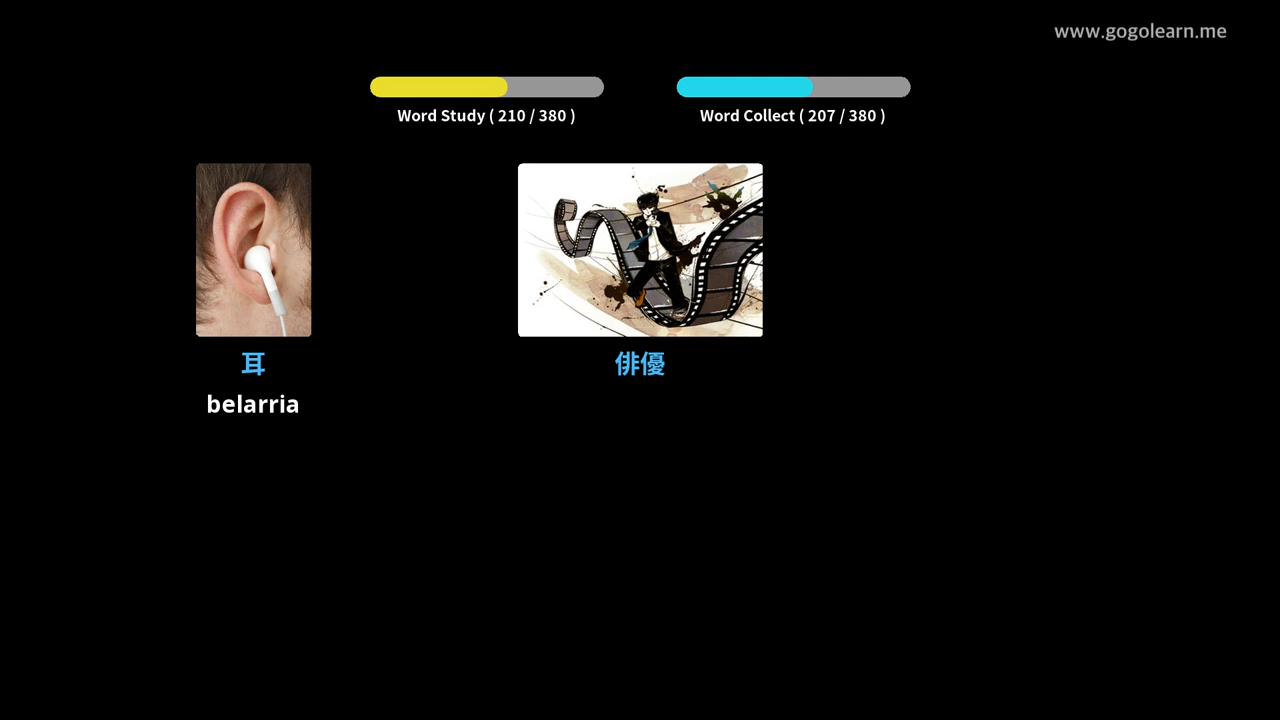 www.gogolearn.me
Word Study ( 210 / 380 )
Word Collect ( 207 / 380 )
耳
俳優
belarria